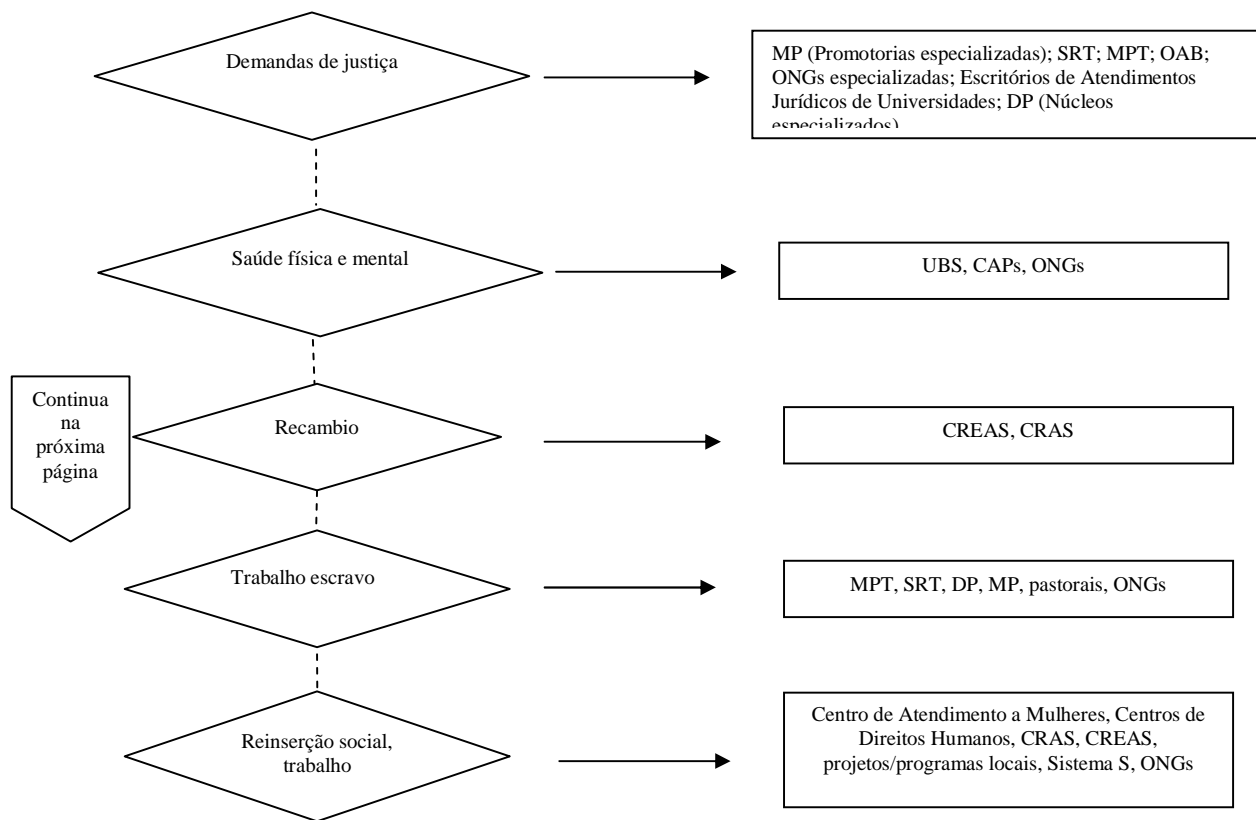 Demandas de justiça
MP (Promotorias especializadas); SRT; MPT; OAB;
ONGs especializadas; Escritórios de Atendimentos
Jurídicos de Universidades; DP (Núcleos
especializados)
Saúde física e mental
UBS, CAPs, ONGs
Continua
na
próxima
página
Recambio
CREAS, CRAS
Trabalho escravo
MPT, SRT, DP, MP, pastorais, ONGs
Reinserção social,
trabalho
Centro de Atendimento a Mulheres, Centros de
Direitos Humanos, CRAS, CREAS,
projetos/programas locais, Sistema S, ONGs